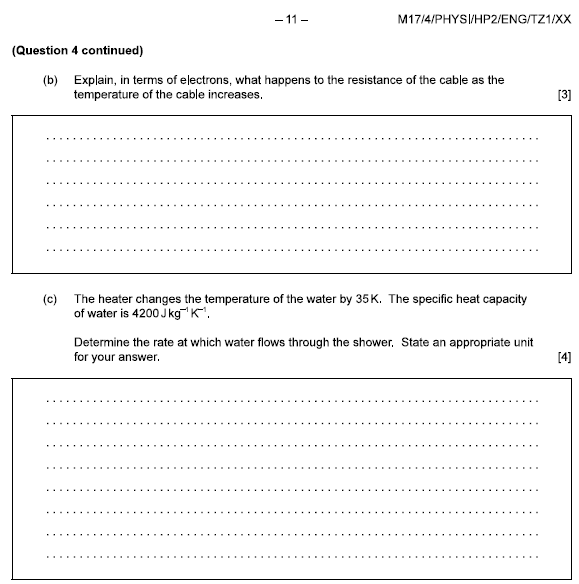 – 11 –
M17/4/PHYSI/HP2/ENG/TZ1/XX
(Question 4 continued)
(b) Explain, in terms of electrons, what happens to the resistance of the cable as the
temperature of the cable increases.
[3]
(c) The heater changes the temperature of the water by 35 K. The specific heat capacity
of water is 4200 J kg⁻¹ K⁻¹.
Determine the rate at which water flows through the shower. State an appropriate unit
for your answer.
[4]